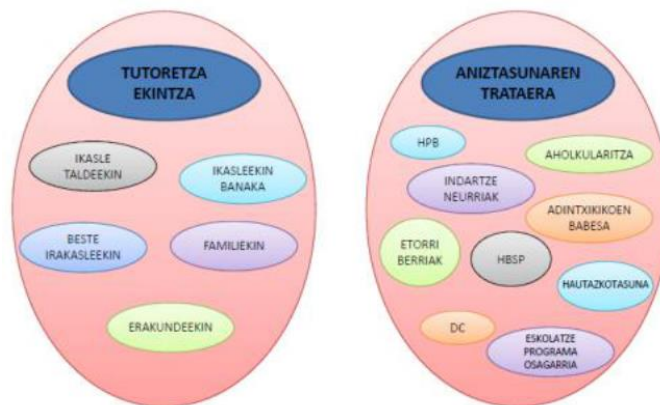 TUTORETZA
EKINTZA
IKASLE
TALDEEKIN
IKASLEEKIN
BANAKA
BESTE
IRAKASLEEKIN
FAMILIEKIN
ERAKUNDEEKIN
ANIZTASUNAREN
TRATAERA
HPB
AHOLKULARITZA
INDARTZE
NEURRIAK
ADINTXIKIKOEN
BABESA
ETORRI
BERRIAK
HBSP
HAUTAZKOTASUNA
DC
ESKOLATZE
PROGRAMA
OSAGARRIA